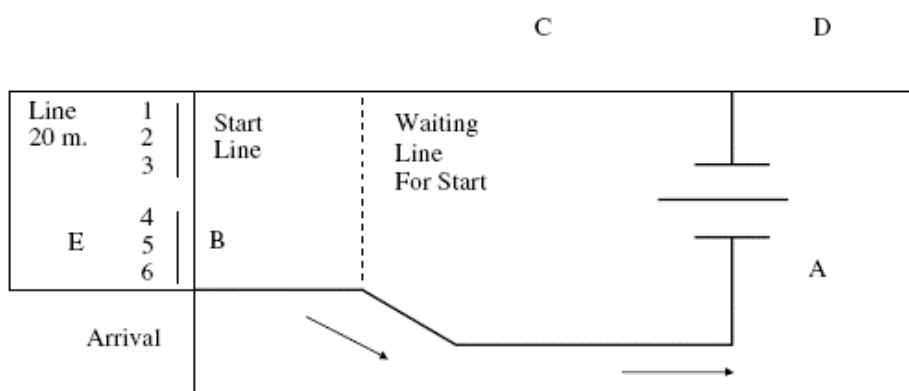 C
D
Line
20 m.
1
2
3
Start
Line
Waiting
Line
For Start
4
5
6
E
B
A
Arrival